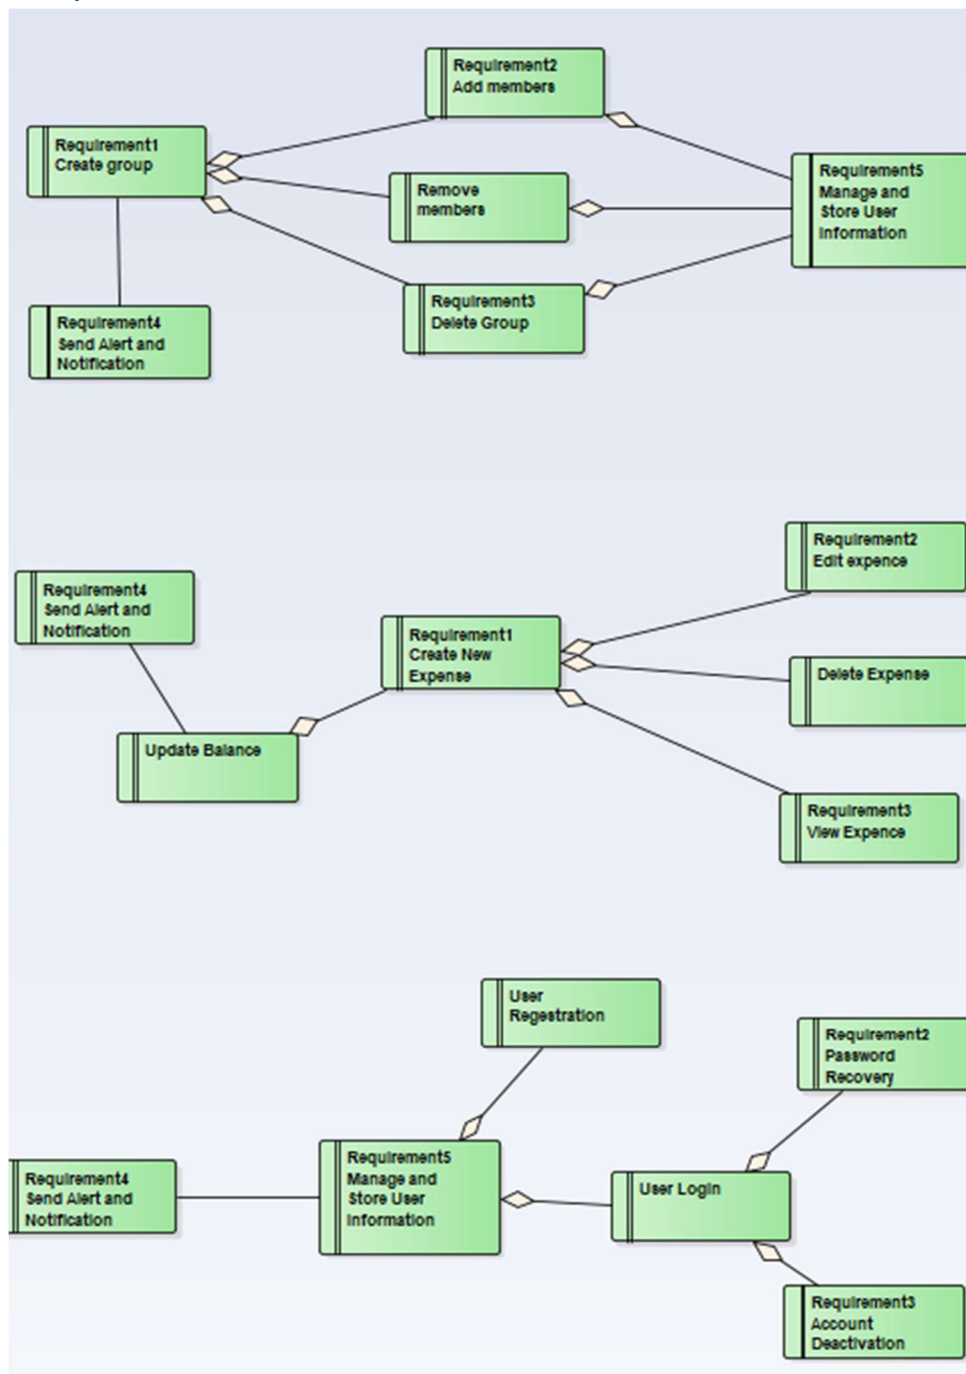 Requirement2
Add members
Requirement1
Create group
Remove
members
Requirement5
Manage and
Store User
Information
Requirement3
Delete Group
Requirement4
Send Alert and
Notification
Requirement2
Edit expence
Requirement4
Send Alert and
Notification
Requirement1
Create New
Expense
Delete Expense
Update Balance
Requirement3
View Expence
User
Regestration
Requirement2
Password
Recovery
Requirement5
Manage and
Store User
Information
Requirement4
Send Alert and
Notification
User Login
Requirement3
Account
Deactivation